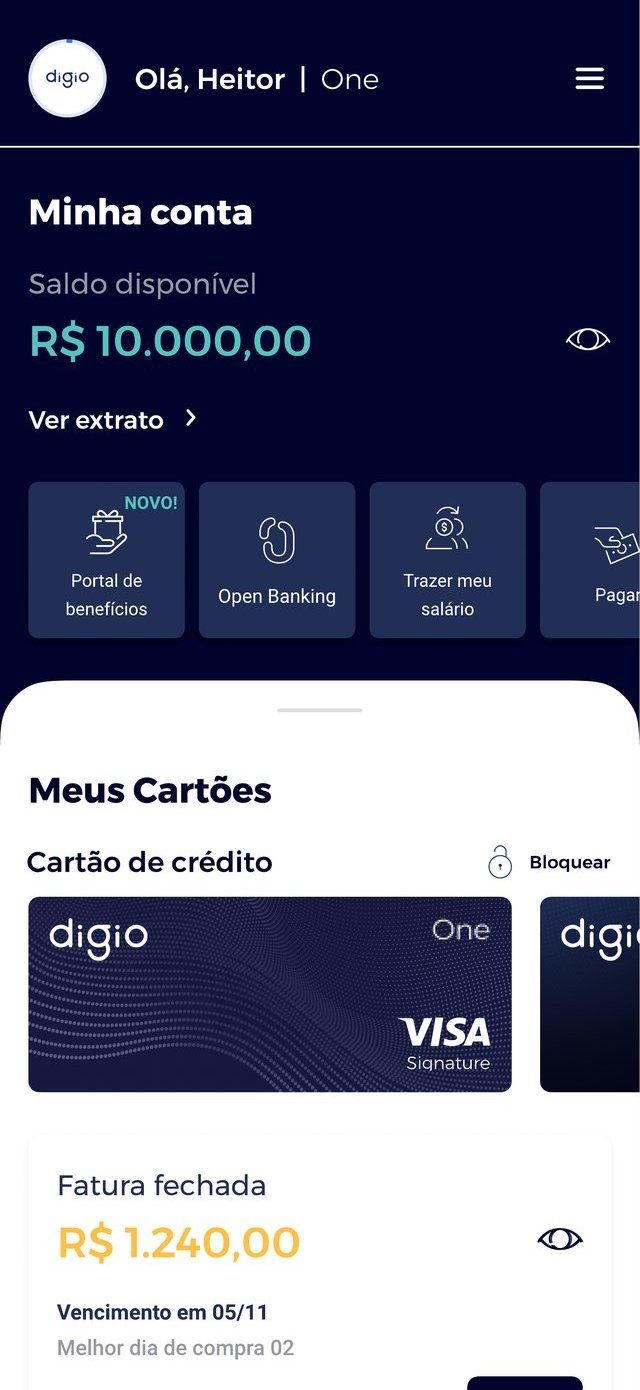 digio
Olá, Heitor | One
Minha conta
Saldo disponível
R$ 10.000,00
Ver extrato
NOVO!
Portal de
benefícios
Open Banking
Trazer meu
salário
Pagar
Meus Cartões
Cartão de crédito
Bloquear
digio
One
VISA
Signature
digi
Fatura fechada
R$ 1.240,00
Vencimento em 05/11
Melhor dia de compra 02